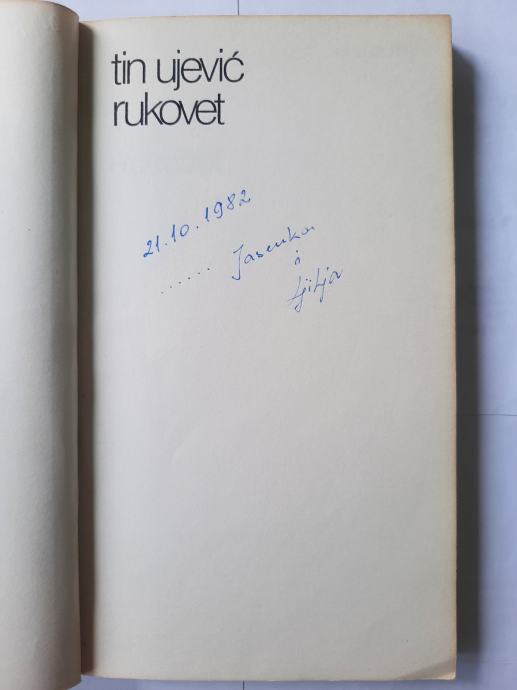 tin ujević
rukovet
21.10.1982
...... Jasenka
i
Ljilja